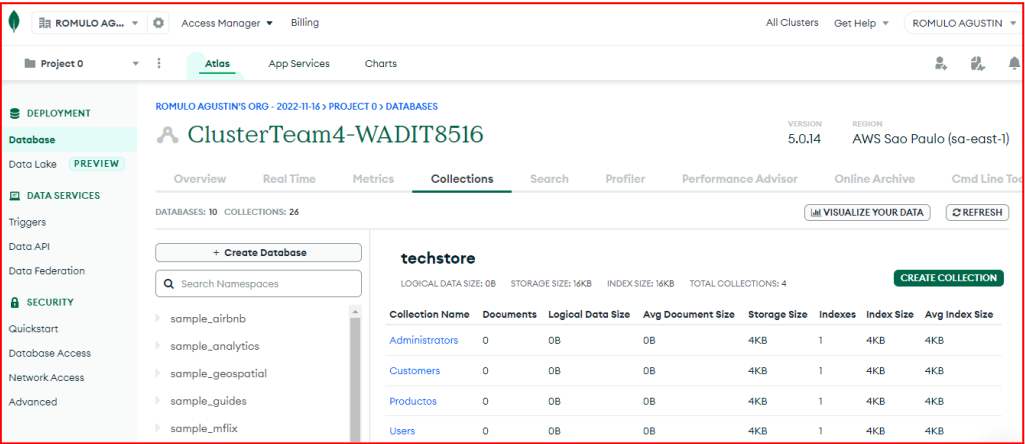 ROMULO AG... Access Manager Billing All Clusters Get Help ROMULO AGUSTIN
Project 0 Atlas App Services Charts
DEPLOYMENT
Database
Data Lake PREVIEW
DATA SERVICES
Triggers
Data API
Data Federation
SECURITY
Quickstart
Database Access
Network Access
Advanced
ROMULO AGUSTIN'S ORG - 2022-11-16 > PROJECT 0 > DATABASES
ClusterTeam4-WADIT8516
VERSION
5.0.14
REGION
AWS Sao Paulo (sa-east-1)
Overview Real Time Metrics Collections Search Profiler Performance Advisor Online Archive Cmd Line Too
DATABASES: 10 COLLECTIONS: 26
VISUALIZE YOUR DATA
REFRESH
+ Create Database
Search Namespaces
sample_airbnb
sample_analytics
sample_geospatial
sample_guides
sample_mflix
techstore
LOGICAL DATA SIZE: 0B STORAGE SIZE: 16KB INDEX SIZE: 16KB TOTAL COLLECTIONS: 4
CREATE COLLECTION
Collection Name Documents Logical Data Size Avg Document Size Storage Size Indexes Index Size Avg Index Size
Administrators 0 0B 0B 4KB 1 4KB 4KB
Customers 0 0B 0B 4KB 1 4KB 4KB
Productos 0 0B 0B 4KB 1 4KB 4KB
Users 0 0B 0B 4KB 1 4KB 4KB